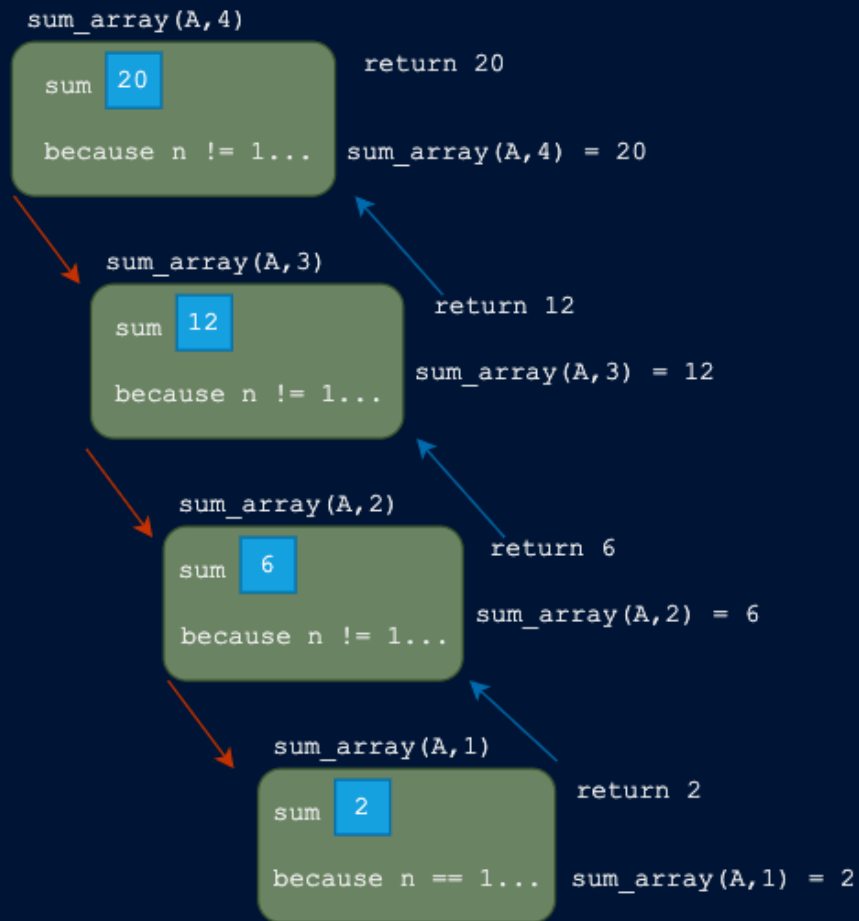 sum_array(A,4)
return 20
sum 20
because n != 1...
sum_array(A,4) = 20
sum_array(A,3)
return 12
sum 12
sum_array(A,3) = 12
because n != 1...
sum_array(A,2)
return 6
sum 6
sum_array(A,2) = 6
because n != 1...
sum_array(A,1)
return 2
sum 2
because n == 1...
sum_array(A,1) = 2